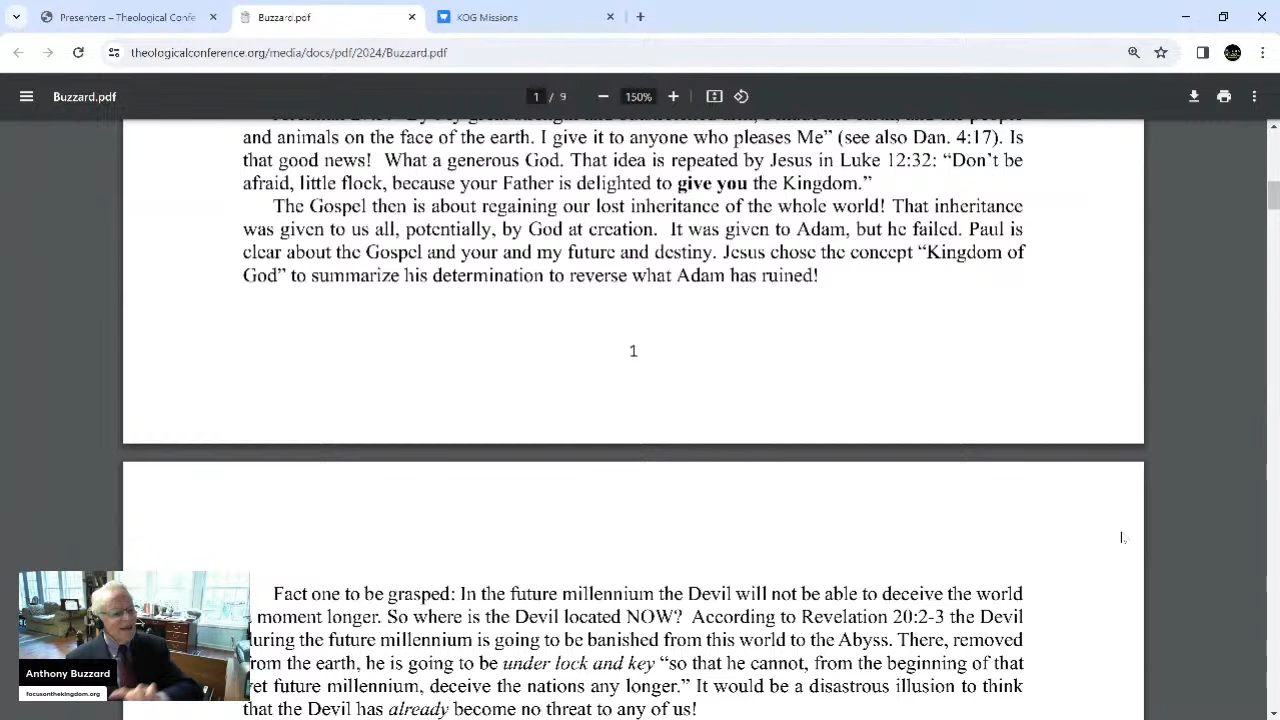 Presenters – Theological Confe
Buzzard.pdf
KOG Missions
theologicalconference.org/media/docs/pdf/2024/Buzzard.pdf
Buzzard.pdf
1 / 9
150%
and animals on the face of the earth. I give it to anyone who pleases Me” (see also Dan. 4:17). Is
that good news! What a generous God. That idea is repeated by Jesus in Luke 12:32: “Don’t be
afraid, little flock, because your Father is delighted to give you the Kingdom.”
The Gospel then is about regaining our lost inheritance of the whole world! That inheritance
was given to us all, potentially, by God at creation. It was given to Adam, but he failed. Paul is
clear about the Gospel and your and my future and destiny. Jesus chose the concept “Kingdom of
God” to summarize his determination to reverse what Adam has ruined!
1
Fact one to be grasped: In the future millennium the Devil will not be able to deceive the world
moment longer. So where is the Devil located NOW? According to Revelation 20:2-3 the Devil
during the future millennium is going to be banished from this world to the Abyss. There, removed
from the earth, he is going to be under lock and key “so that he cannot, from the beginning of that
yet future millennium, deceive the nations any longer.” It would be a disastrous illusion to think
that the Devil has already become no threat to any of us!
Anthony Buzzard
focusonthekingdom.org